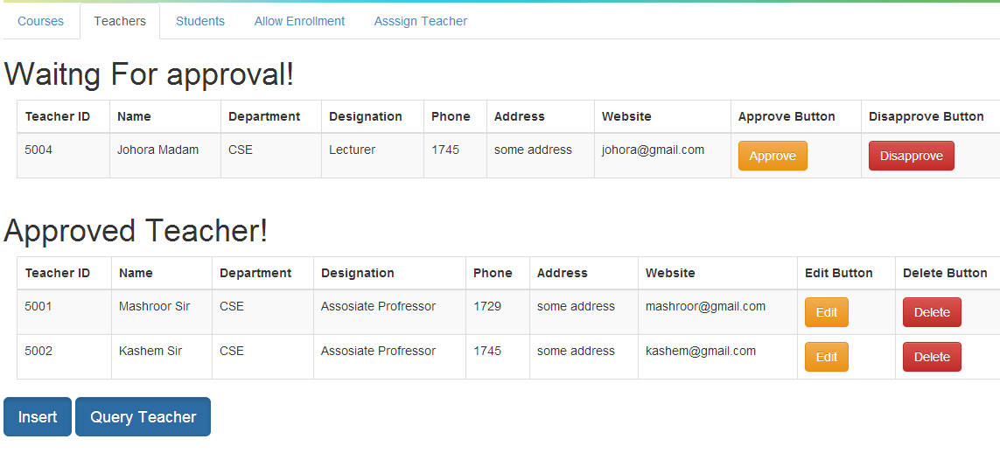 Courses Teachers Students Allow Enrollment Asssign Teacher
Waitng For approval!
Teacher ID Name Department Designation Phone Address Website Approve Button Disapprove Button
5004 Johora Madam CSE Lecturer 1745 some address johora@gmail.com Approve Disapprove
Approved Teacher!
Teacher ID Name Department Designation Phone Address Website Edit Button Delete Button
5001 Mashroor Sir CSE Assosiate Profressor 1729 some address mashroor@gmail.com Edit Delete
5002 Kashem Sir CSE Assosiate Profressor 1745 some address kashem@gmail.com Edit Delete
Insert Query Teacher